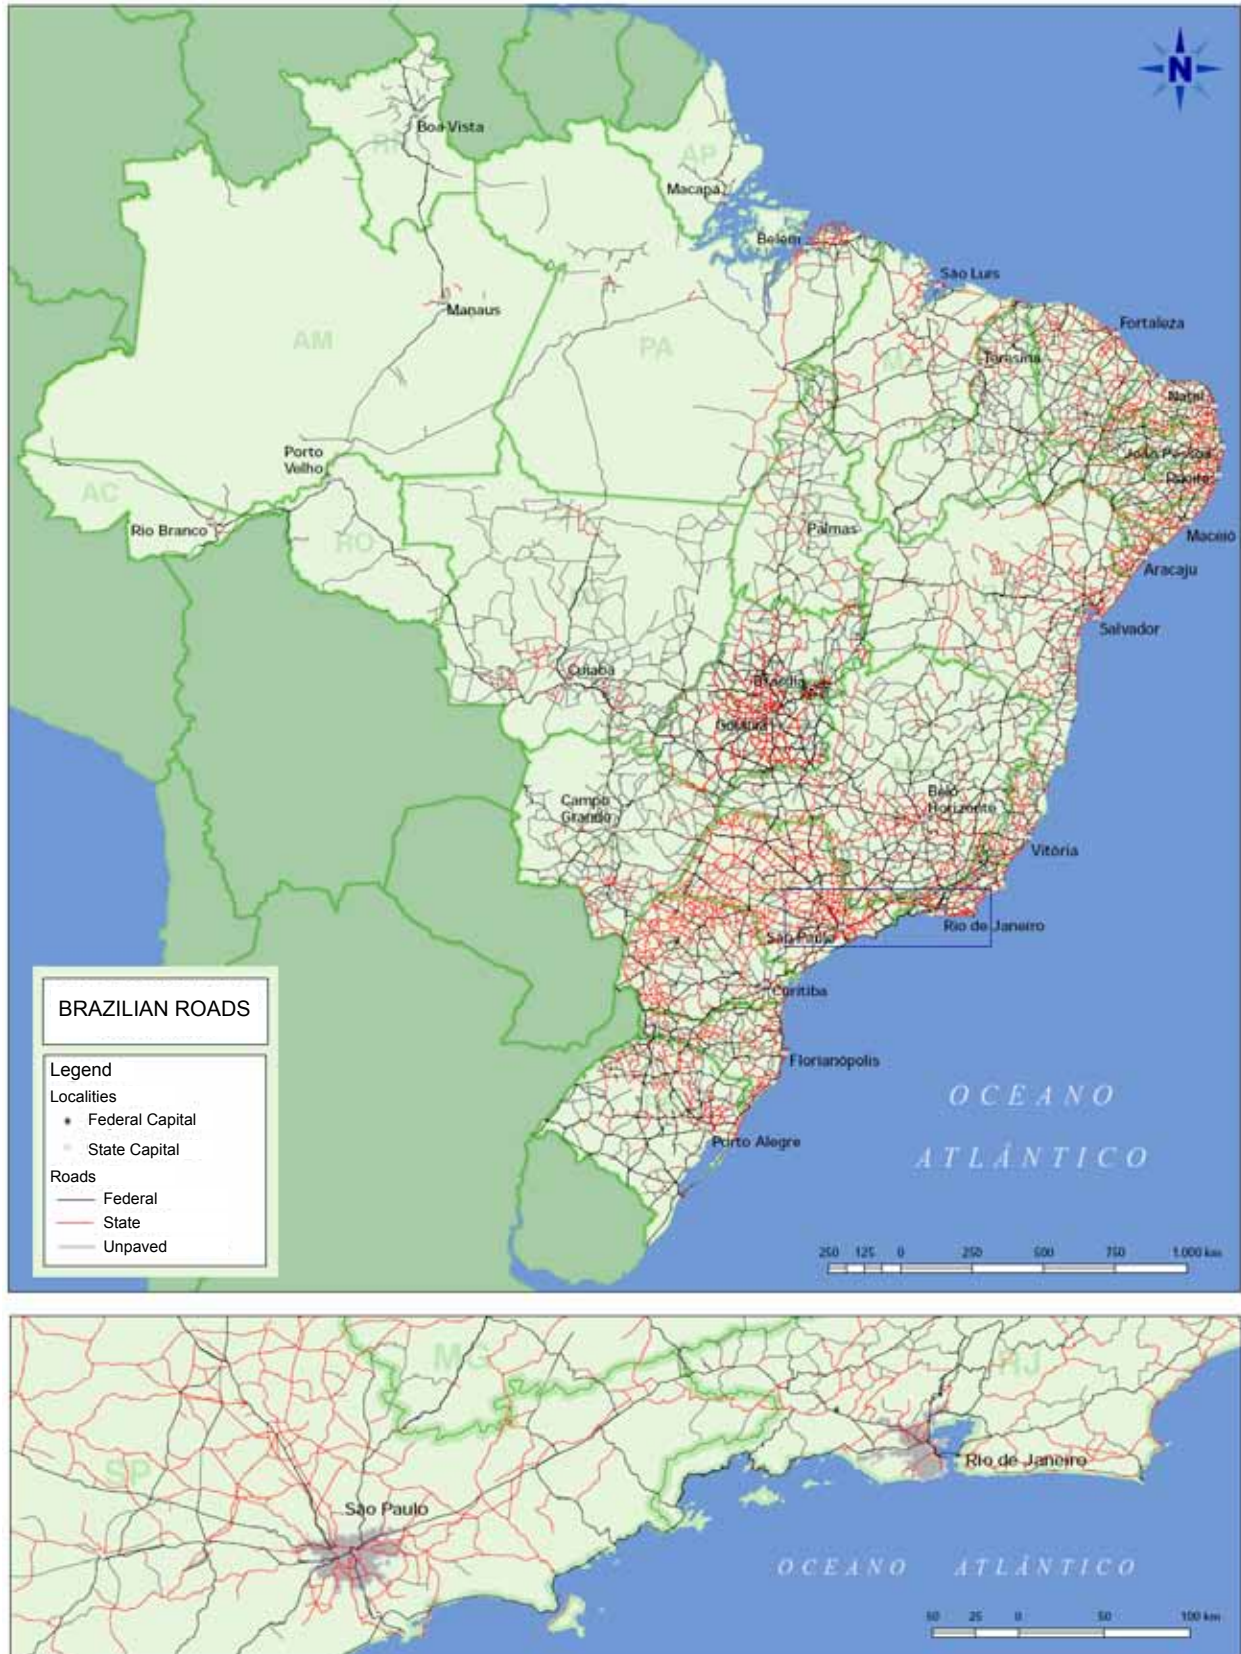 N
Boa Vista
RR
AP
Macapá
Belém
São Luís
Manaus
Fortaleza
AM
PA
Teresina
MA
Natal
Porto
Velho
João Pessoa
Recife
AC
Rio Branco
RO
Palmas
Maceió
Aracaju
Salvador
Cuiabá
Brasília
Goiânia
Campo
Grande
Belo
Horizonte
Vitória
São Paulo
Rio de Janeiro
Curitiba
Florianópolis
Porto Alegre
OCEANO
ATLÂNTICO
BRAZILIAN ROADS
Legend
Localities
Federal Capital
State Capital
Roads
Federal
State
Unpaved
250 125 0 250 500 750 1.000 km
MG
RJ
SP
São Paulo
Rio de Janeiro
OCEANO ATLÂNTICO
50 25 0 50 100 km